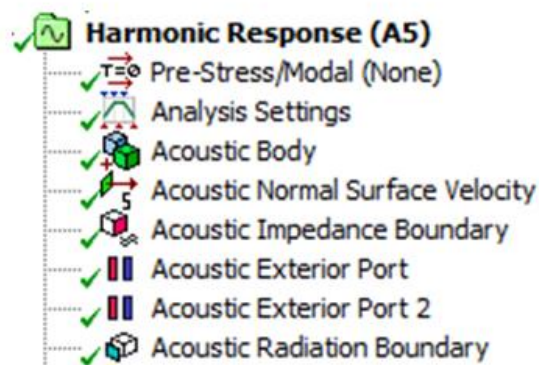 Harmonic Response (A5)
T=0 Pre-Stress/Modal (None)
Analysis Settings
Acoustic Body
S Acoustic Normal Surface Velocity
Acoustic Impedance Boundary
Acoustic Exterior Port
Acoustic Exterior Port 2
Acoustic Radiation Boundary